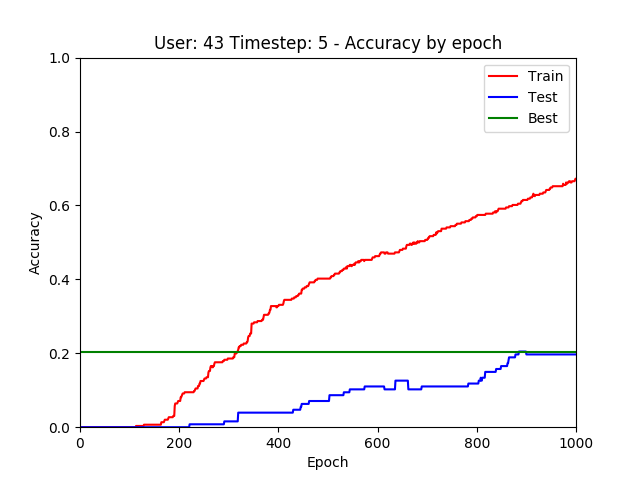 User: 43 Timestep: 5 - Accuracy by epoch
1.0
0.8
0.6
0.4
0.2
0.0
Accuracy
Train
Test
Best
0 200 400 600 800 1000
Epoch